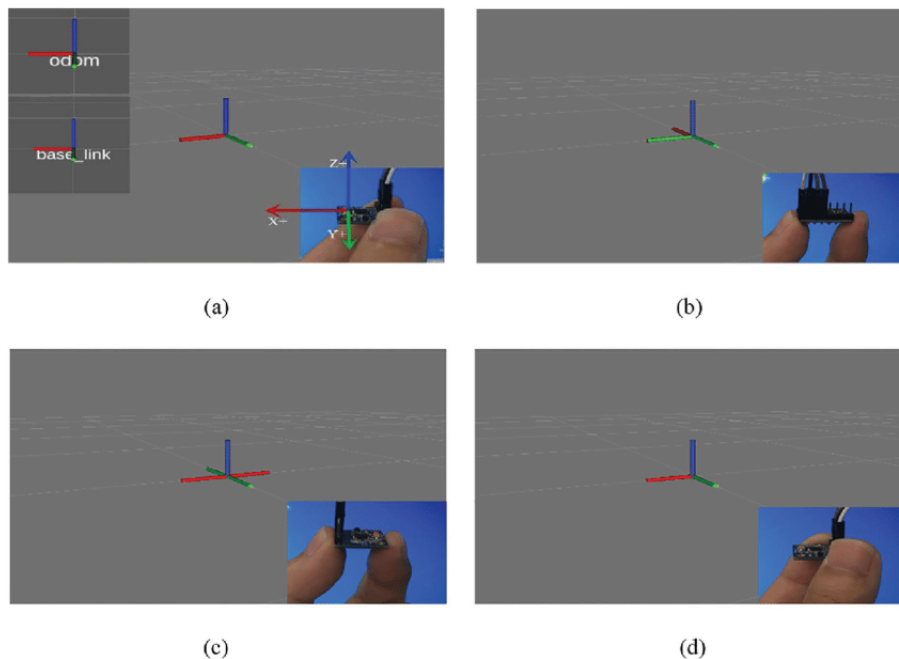 odom
base_link
Z+
X+
Y+
(a)
(b)
(c)
(d)